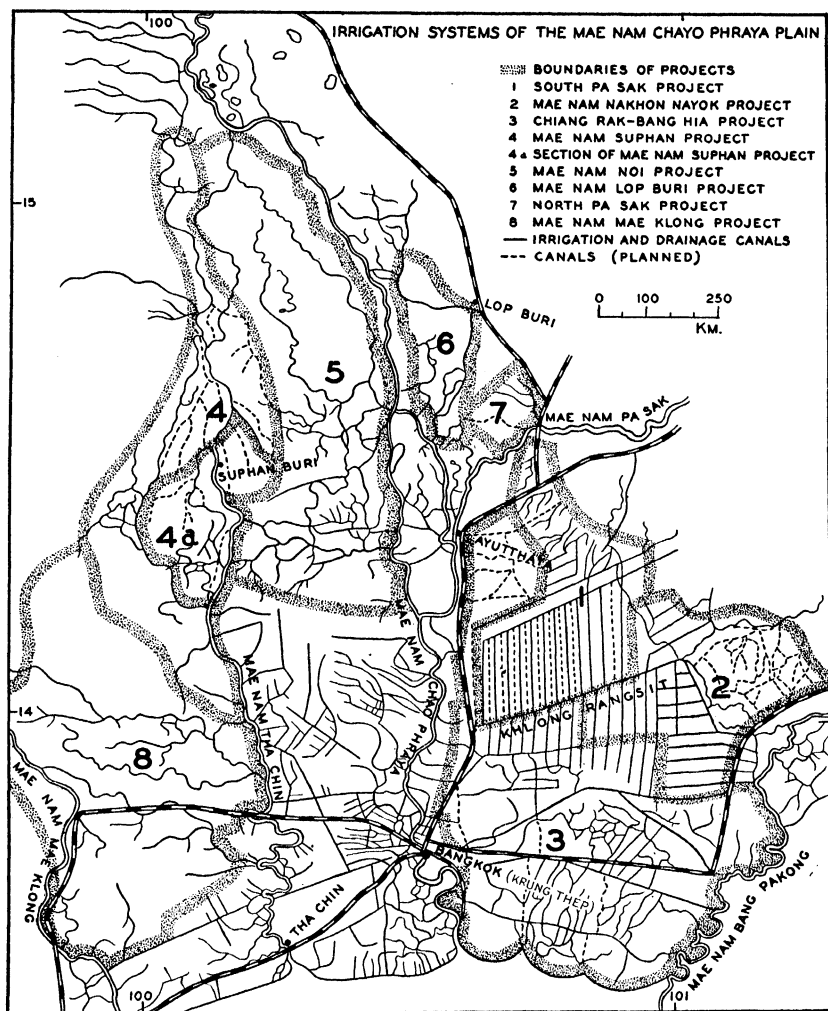 100
IRRIGATION SYSTEMS OF THE MAE NAM CHAYO PHRAYA PLAIN
BOUNDARIES OF PROJECTS
1 SOUTH PA SAK PROJECT
2 MAE NAM NAKHON NAYOK PROJECT
3 CHIANG RAK-BANG HIA PROJECT
4 MAE NAM SUPHAN PROJECT
4a SECTION OF MAE NAM SUPHAN PROJECT
5 MAE NAM NOI PROJECT
6 MAE NAM LOP BURI PROJECT
7 NORTH PA SAK PROJECT
8 MAE NAM MAE KLONG PROJECT
IRRIGATION AND DRAINAGE CANALS
CANALS (PLANNED)
0 100 250
KM.
15
LOP BURI
6
5
7
4
MAE NAM PA SAK
SUPHAN BURI
4a
AYUTTHAYA
1
MAE NAM CHAO PHRAYA
MAE NAM THA CHIN
2
KHLONG RANGSIT
14
8
MAE NAM MAE KLONG
3
BANGKOK (KRUNG THEP)
THA CHIN
MAE NAM BANG PAKONG
100
101